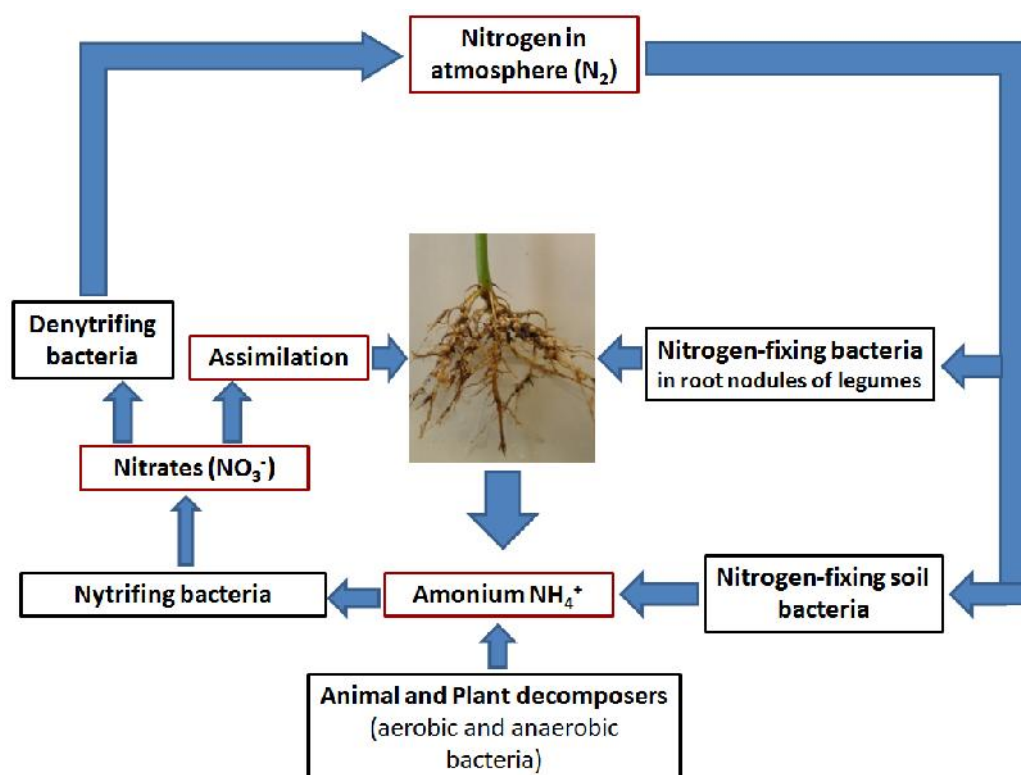 Nitrogen in
atmosphere (N₂)
Denytrifing
bacteria
Assimilation
Nitrogen-fixing bacteria
in root nodules of legumes
Nitrates (NO₃⁻)
Nytrifing bacteria
Amonium NH₄⁺
Nitrogen-fixing soil
bacteria
Animal and Plant decomposers
(aerobic and anaerobic
bacteria)